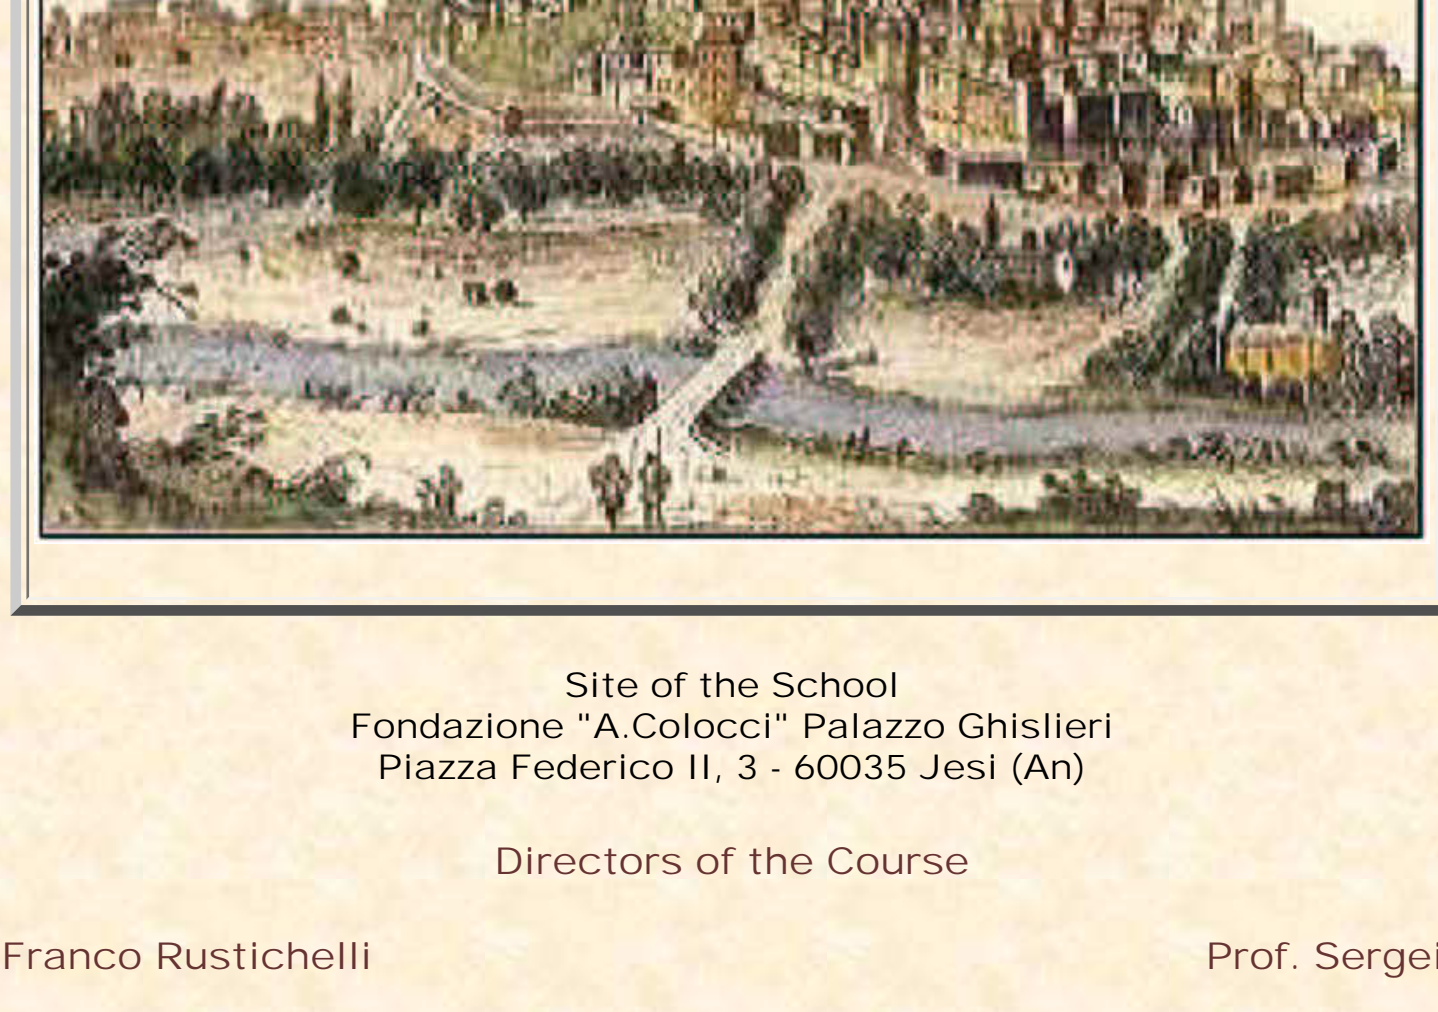 Site of the School
Fondazione "A.Colocci" Palazzo Ghislieri
Piazza Federico II, 3 - 60035 Jesi (An)
Directors of the Course
Franco Rustichelli Prof. Sergei